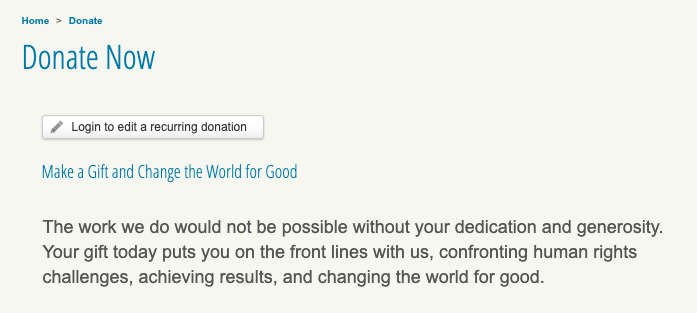 Home > Donate
Donate Now
Login to edit a recurring donation
Make a Gift and Change the World for Good
The work we do would not be possible without your dedication and generosity.
Your gift today puts you on the front lines with us, confronting human rights
challenges, achieving results, and changing the world for good.